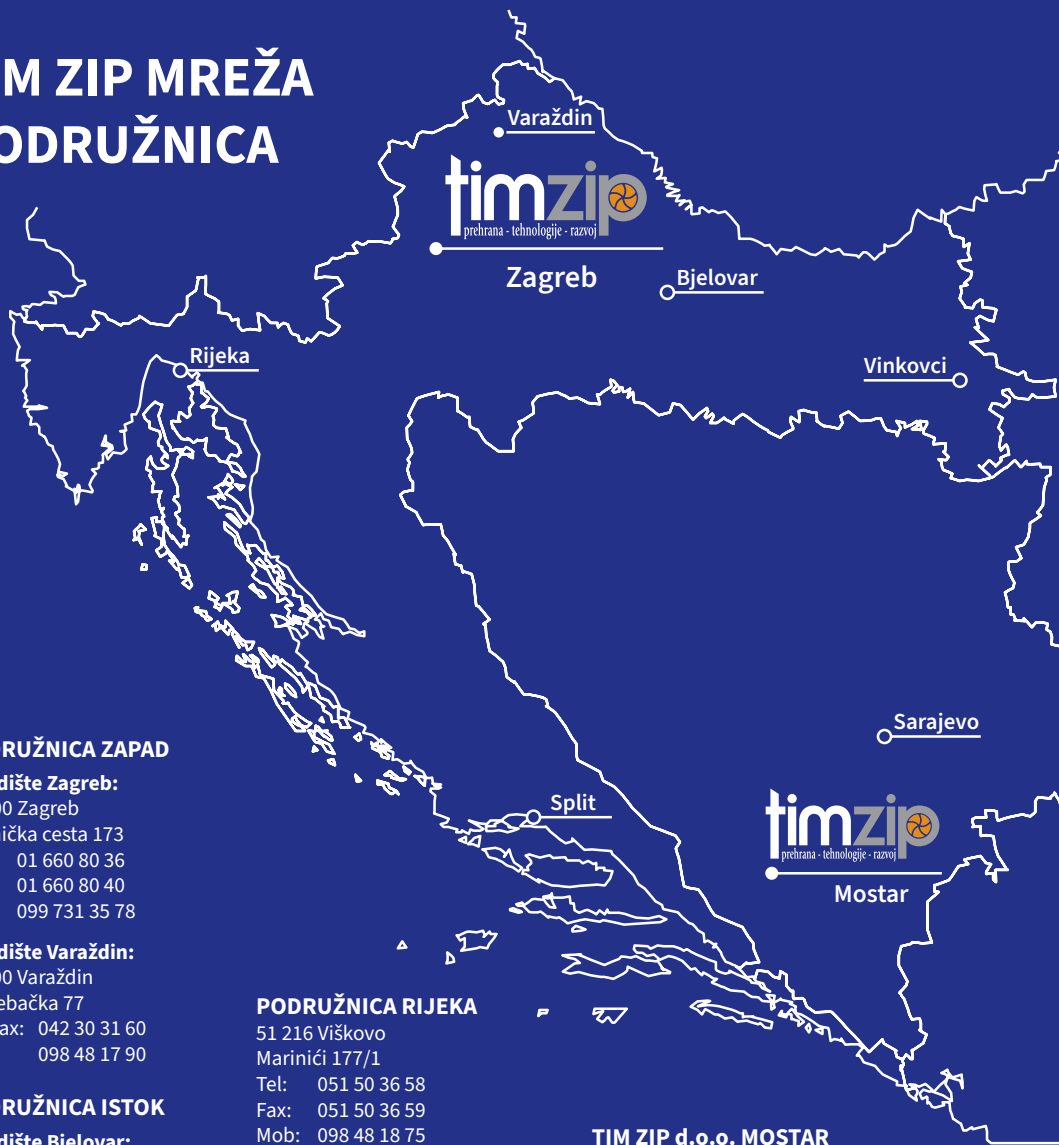 M ZIP MREŽA
ODRUŽNICA
Varaždin
timzip
prehrana - tehnologije - razvoj
Zagreb
Bjelovar
Rijeka
Vinkovci
Sarajevo
Split
timzip
prehrana - tehnologije - razvoj
Mostar
RUŽNICA ZAPAD
dište Zagreb:
00 Zagreb
nička cesta 173
01 660 80 36
01 660 80 40
099 731 35 78
dište Varaždin:
00 Varaždin
ebačka 77
ax: 042 30 31 60
098 48 17 90
RUŽNICA ISTOK
dište Bjelovar:
PODRUŽNICA RIJEKA
51 216 Viškovo
Marinići 177/1
Tel: 051 50 36 58
Fax: 051 50 36 59
Mob: 098 48 18 75
TIM ZIP d.o.o. MOSTAR